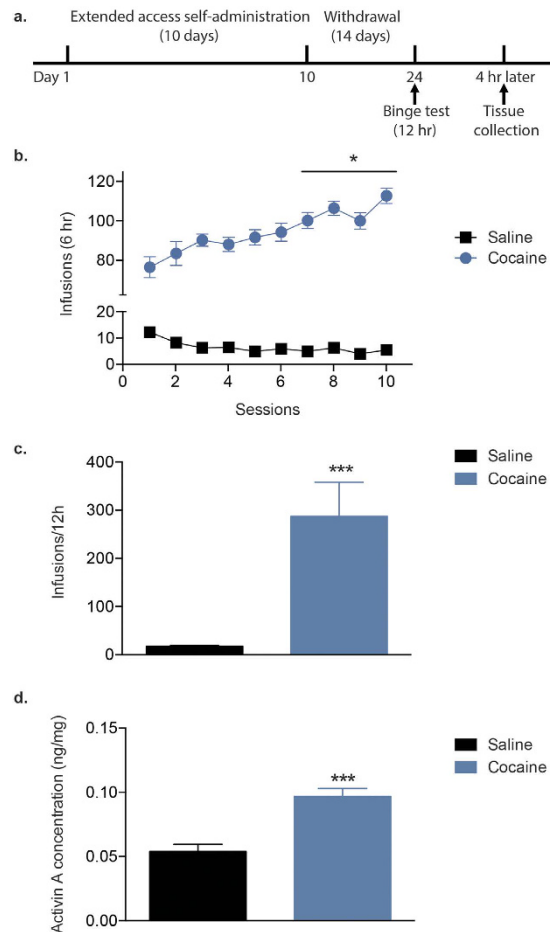 a.
Extended access self-administration Withdrawal
(10 days) (14 days)
Day 1 10 24 4 hr later
Binge test Tissue
(12 hr) collection
b.
*
120
100
80
20
10
0
Infusions (6 hr)
0 2 4 6 8 10
Sessions
Saline
Cocaine
c.
400
300
200
100
0
Infusions/12h
***
Saline
Cocaine
d.
0.15
0.10
0.05
0.00
Activin A concentration (ng/mg)
***
Saline
Cocaine